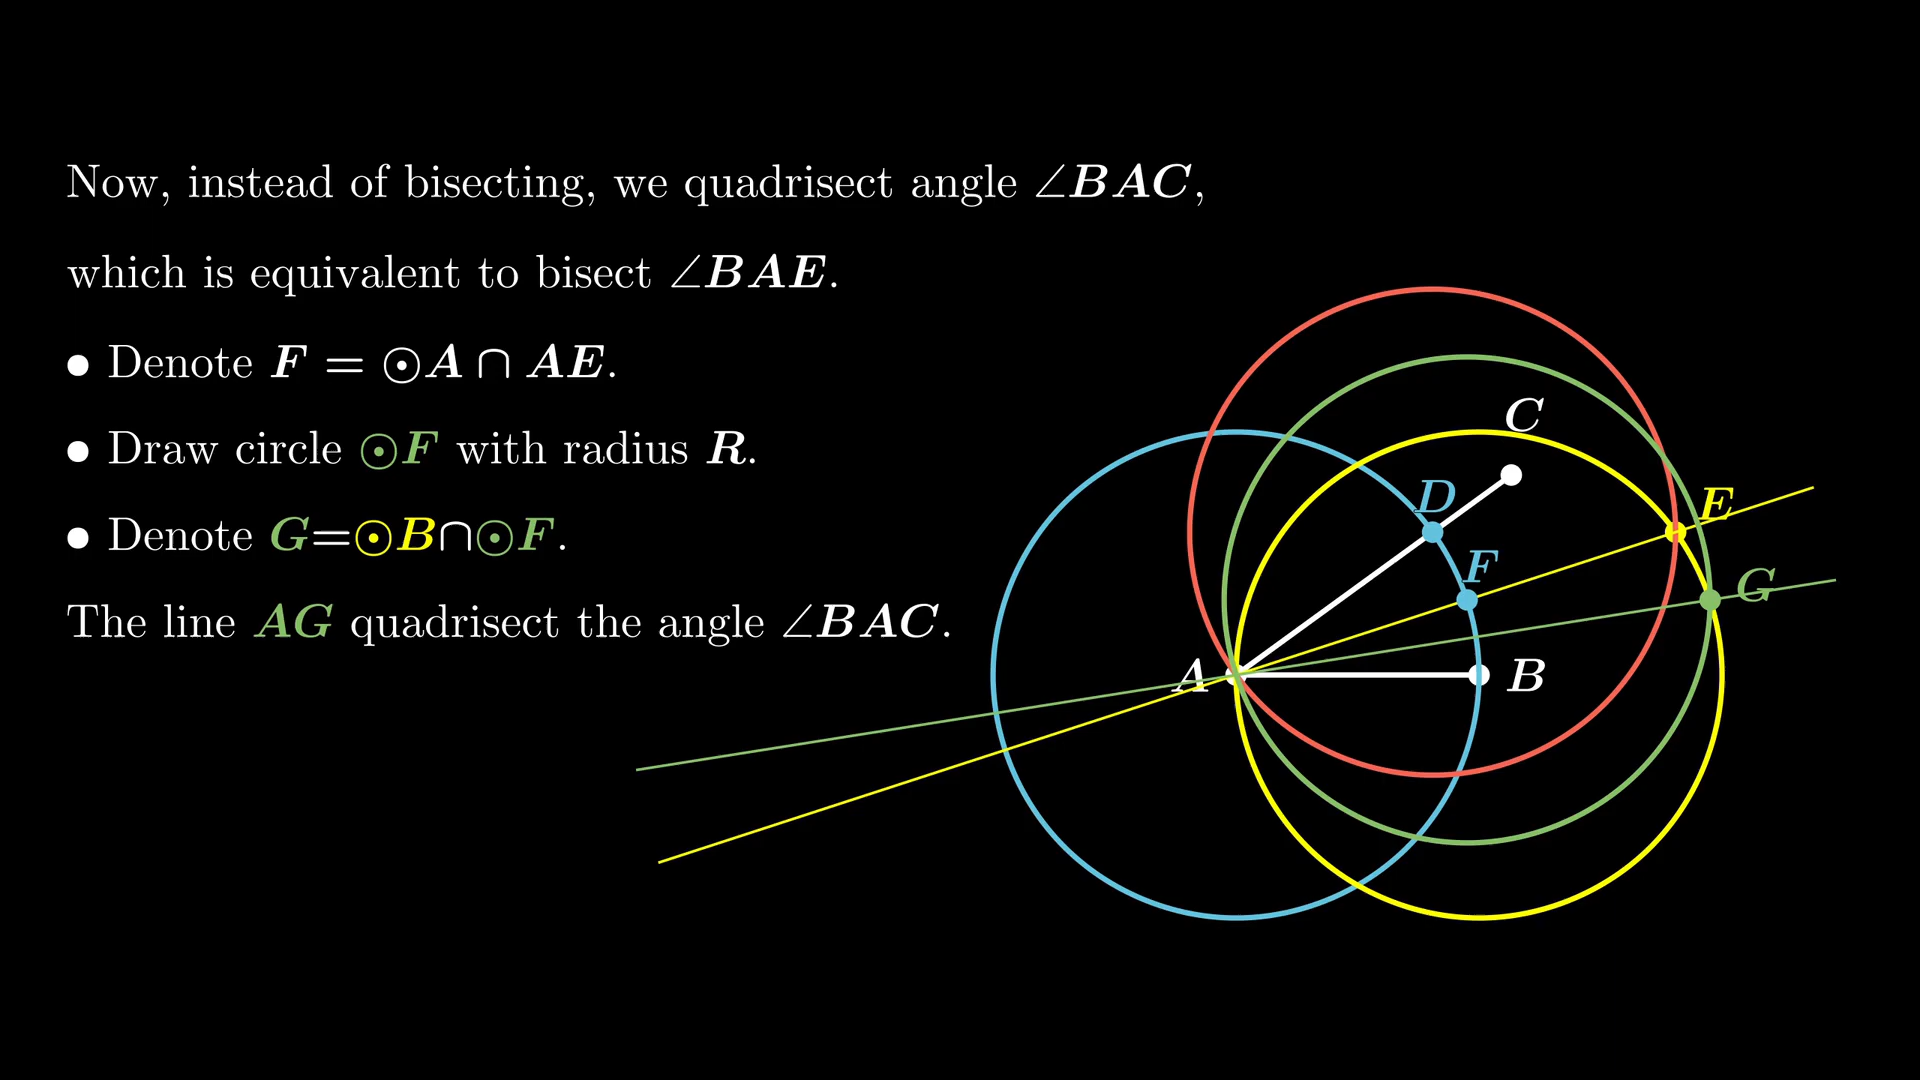 Now, instead of bisecting, we quadrisect angle ∠BAC,
which is equivalent to bisect ∠BAE.
• Denote F = ⊙A ∩ AE.
• Draw circle ⊙F with radius R.
• Denote G=⊙B∩⊙F.
The line AG quadrisect the angle ∠BAC.
C
D
E
F
G
A
B